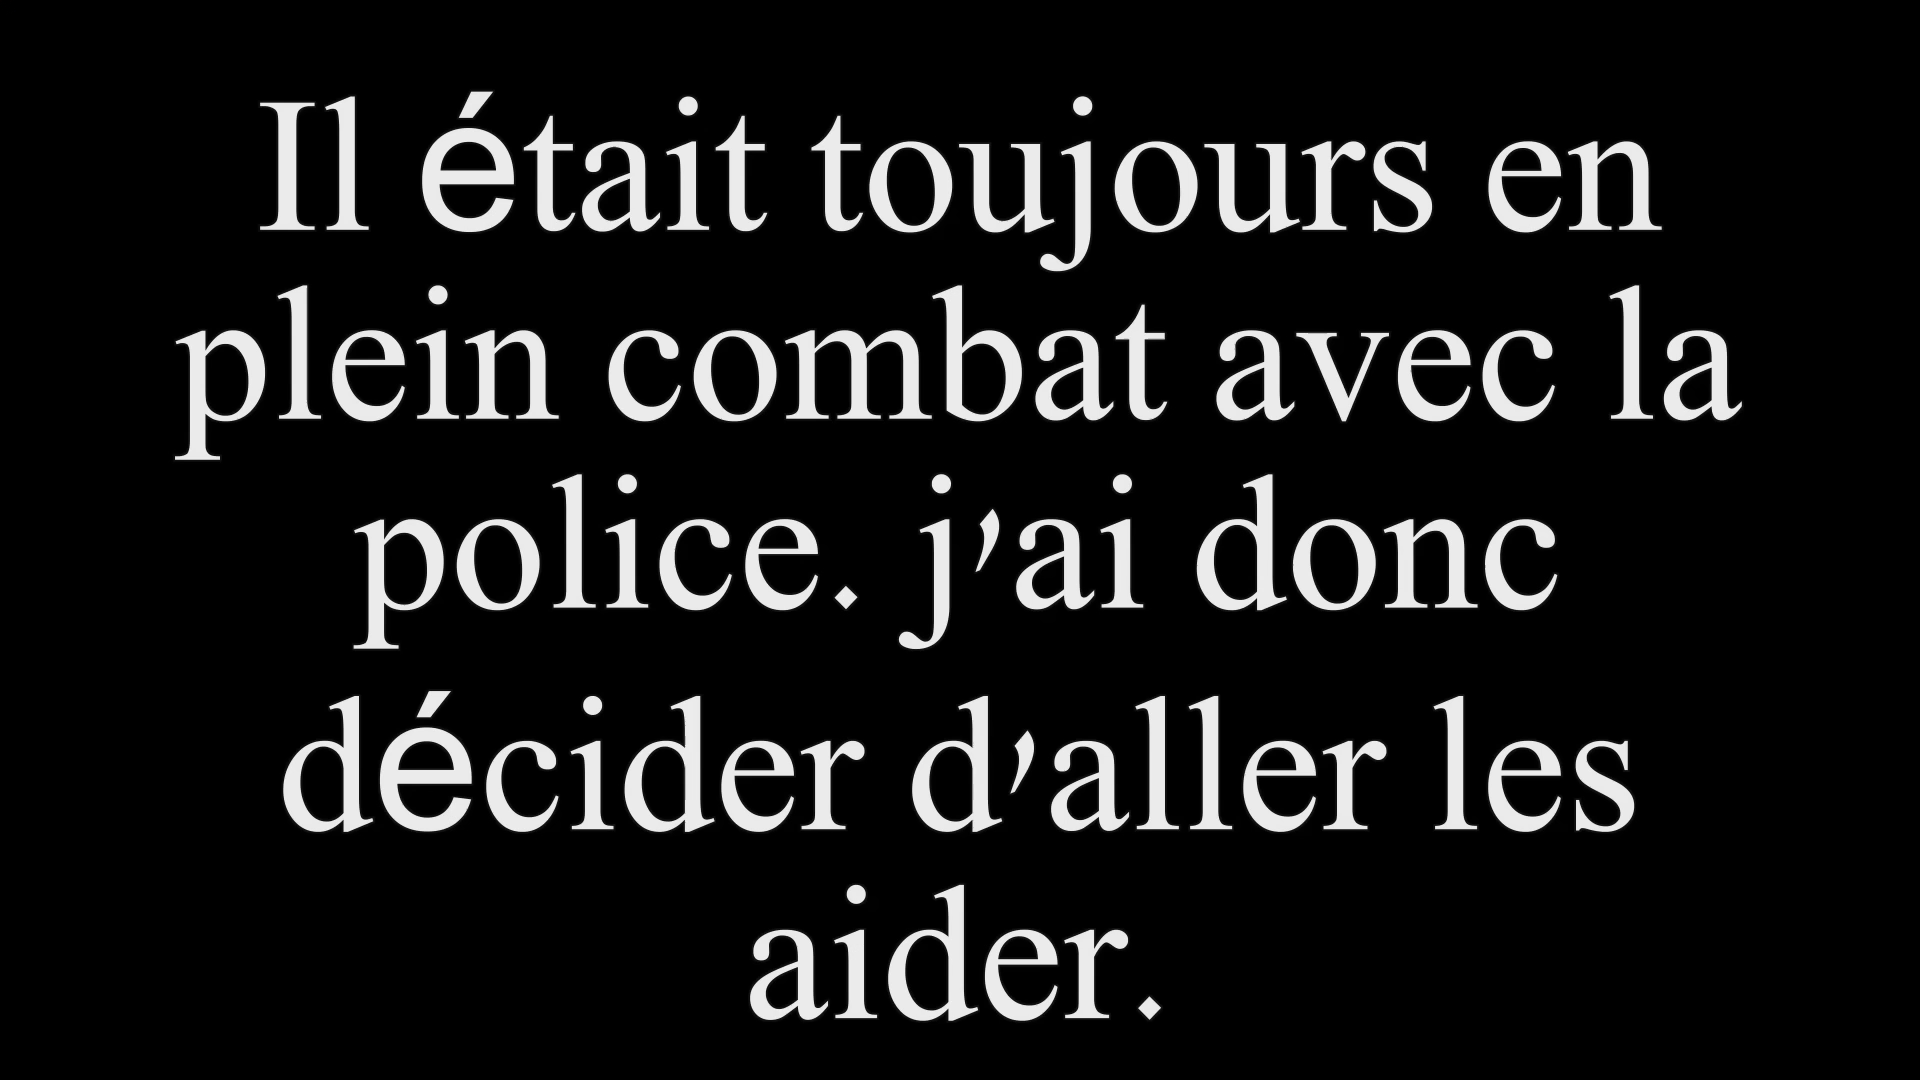 Il était toujours en
plein combat avec la
police. j'ai donc
décider d'aller les
aider.